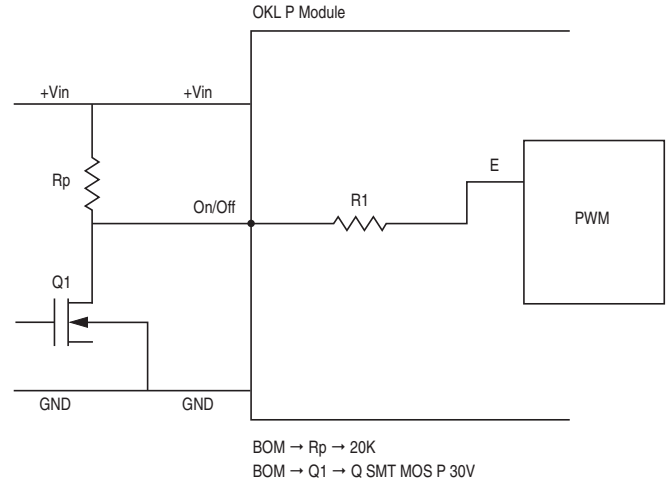 OKL P Module
+Vin
+Vin
Rp
On/Off
R1
E
PWM
Q1
GND
GND
BOM → Rp → 20K
BOM → Q1 → Q SMT MOS P 30V